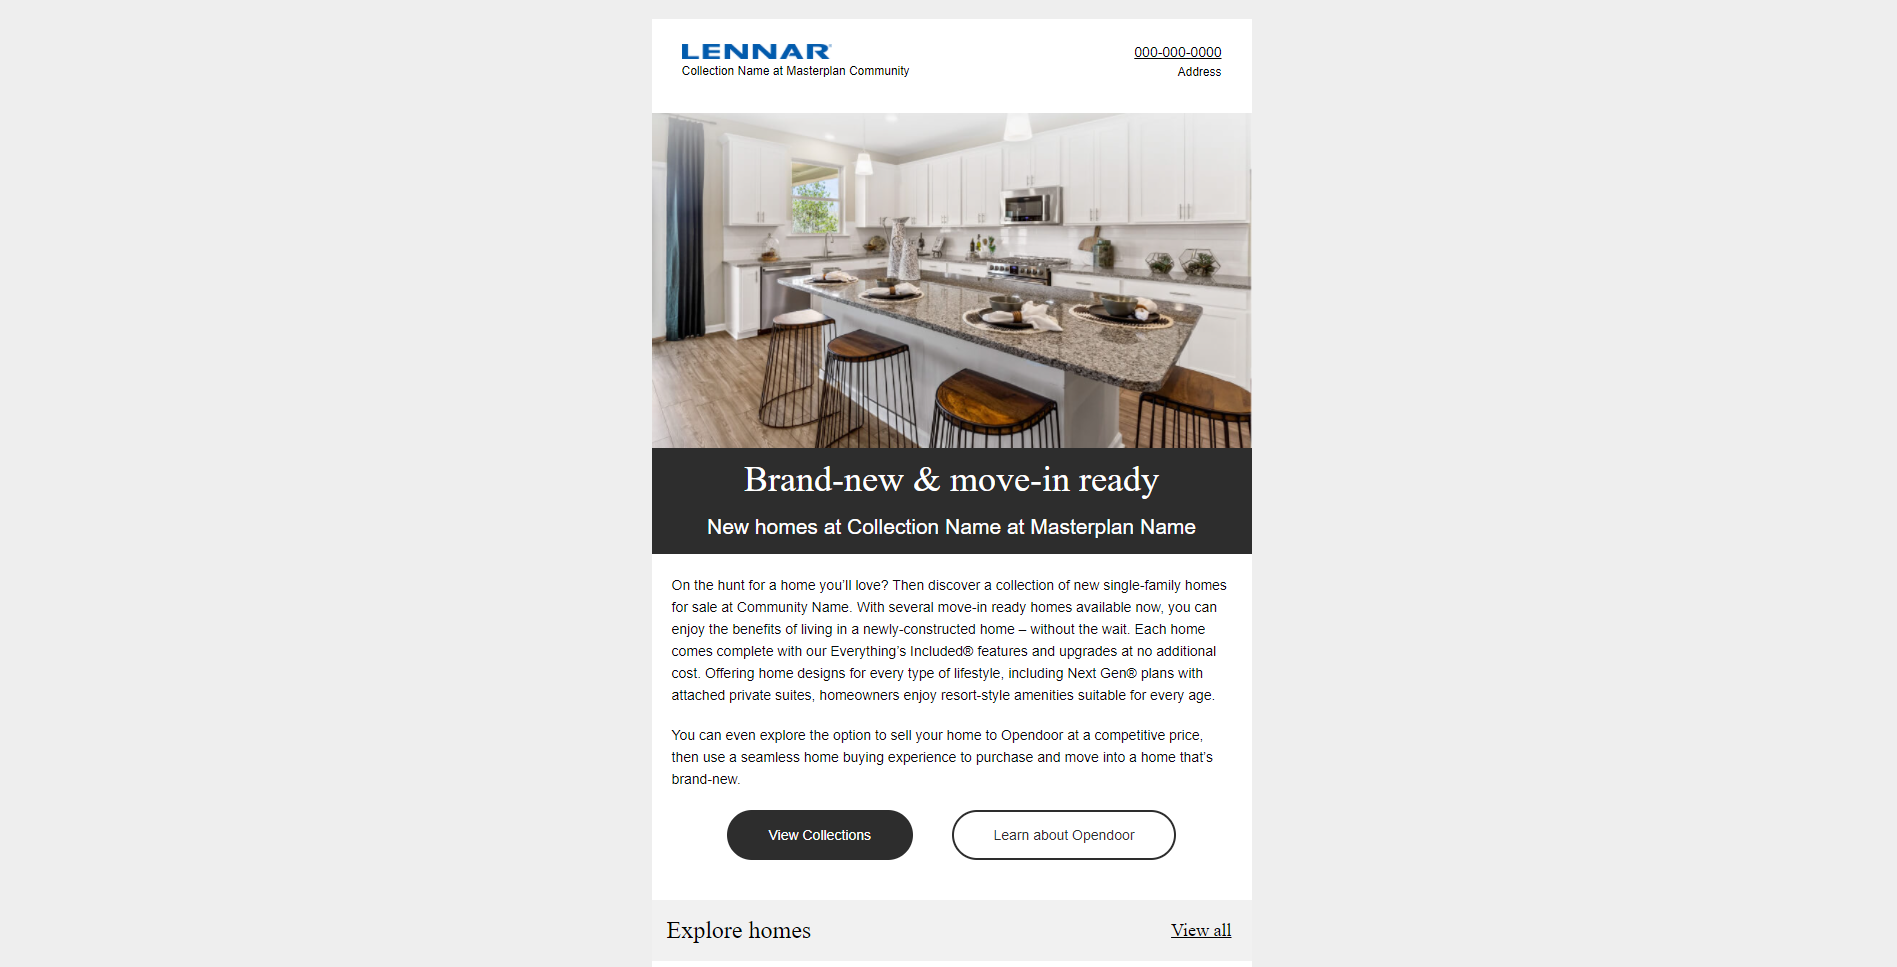 LENNAR
Collection Name at Masterplan Community
000-000-0000
Address
Brand-new & move-in ready
New homes at Collection Name at Masterplan Name
On the hunt for a home you’ll love? Then discover a collection of new single-family homes
for sale at Community Name. With several move-in ready homes available now, you can
enjoy the benefits of living in a newly-constructed home – without the wait. Each home
comes complete with our Everything’s Included® features and upgrades at no additional
cost. Offering home designs for every type of lifestyle, including Next Gen® plans with
attached private suites, homeowners enjoy resort-style amenities suitable for every age.
You can even explore the option to sell your home to Opendoor at a competitive price,
then use a seamless home buying experience to purchase and move into a home that’s
brand-new.
View Collections
Learn about Opendoor
Explore homes
View all